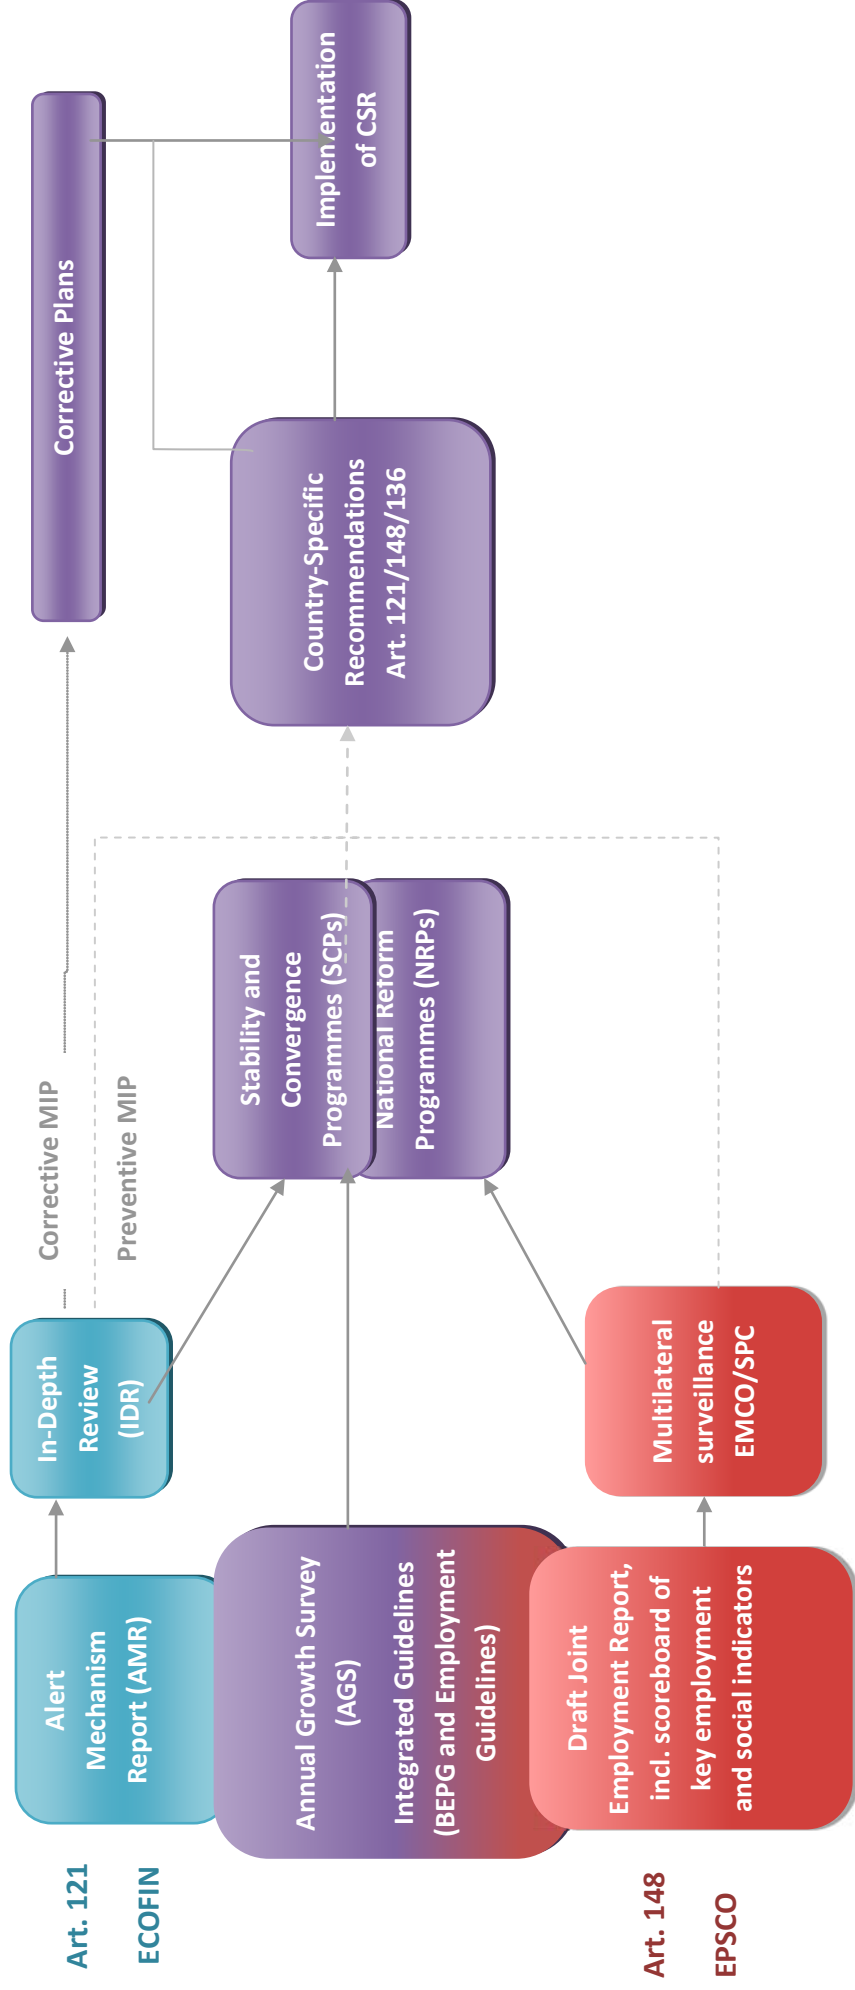 Art. 121
ECOFIN
Alert
Mechanism
Report (AMR)
In-Depth
Review
(IDR)
Corrective MIP
Preventive MIP
Corrective Plans
Annual Growth Survey
(AGS)
Integrated Guidelines
(BEPG and Employment
Guidelines)
Stability and
Convergence
Programmes (SCPs)
National Reform
Programmes (NRPs)
Country-Specific
Recommendations
Art. 121/148/136
Implementation
of CSR
Art. 148
EPSCO
Draft Joint
Employment Report,
incl. scoreboard of
key employment
and social indicators
Multilateral
surveillance
EMCO/SPC